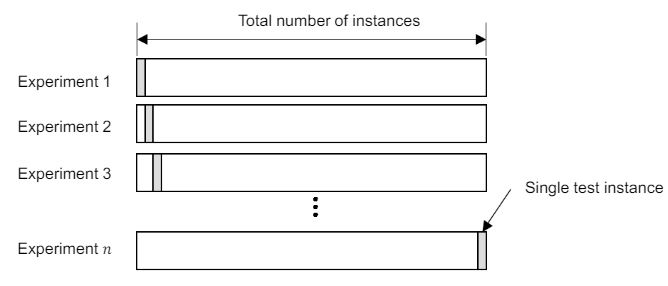 Total number of instances
Experiment 1
Experiment 2
Experiment 3
Single test instance
Experiment n